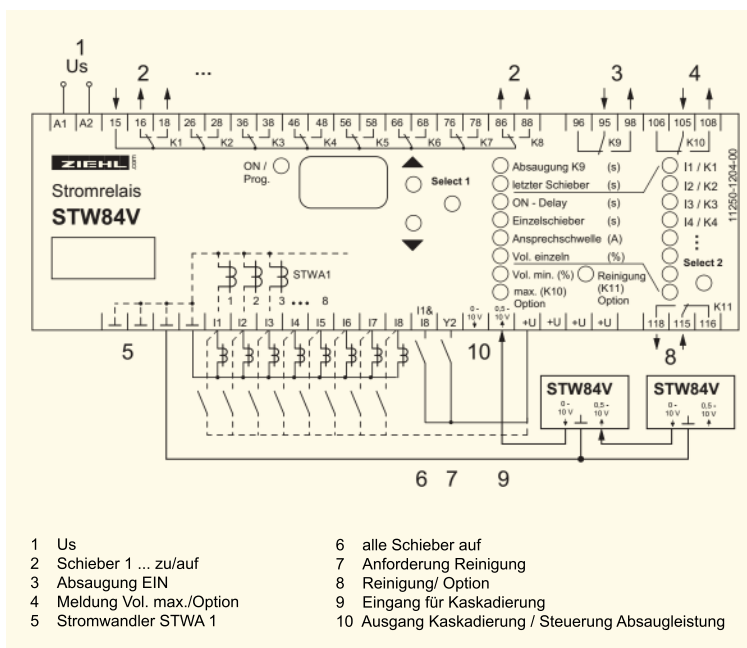 1
Us
2 ... 2 3 4
A1 A2 15 16 18 26 28 36 38 46 48 56 58 66 68 76 78 86 88 96 95 98 106 105 108
K1 K2 K3 K4 K5 K6 K7 K8 K9 K10
ZIEHL.com
Stromrelais
STW84V
ON /
Prog.
Select 1
Absaugung K9 (s)
letzter Schieber (s)
ON - Delay (s)
Einzelschieber (s)
Ansprechschwelle (A)
Vol. einzeln (%)
Vol. min. (%)
max. (K10)
Option
Reinigung
(K11)
Option
I1 / K1
I2 / K2
I3 / K3
I4 / K4
Select 2
11250-1204-00
STWA1
1 2 3 ... 8
K11
I1 I2 I3 I4 I5 I6 I7 I8
I1&
I8 Y2
0 -
10 V
0,5 -
10 V
+U +U +U +U
118 115 116
5 10 8
STW84V
0 -
10 V
0,5 -
10 V
STW84V
0 -
10 V
0,5 -
10 V
6 7 9
1 Us
2 Schieber 1 ... zu/auf
3 Absaugung EIN
4 Meldung Vol. max./Option
5 Stromwandler STWA 1
6 alle Schieber auf
7 Anforderung Reinigung
8 Reinigung/ Option
9 Eingang für Kaskadierung
10 Ausgang Kaskadierung / Steuerung Absaugleistung